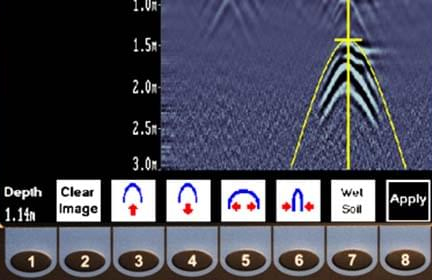 1.0m
1.5m
2.0m
2.5m
3.0m
Depth
1.14m
Clear
Image
Wet
Soil
Apply
1 2 3 4 5 6 7 8